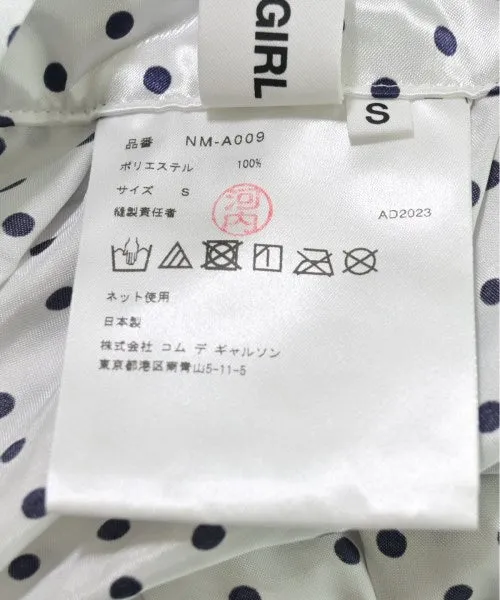 GIRL
S
品番 NM-A009
ポリエステル 100%
サイズ S
縫製責任者 河内 AD2023
ネット使用
日本製
株式会社 コム デ ギャルソン
東京都港区南青山5-11-5